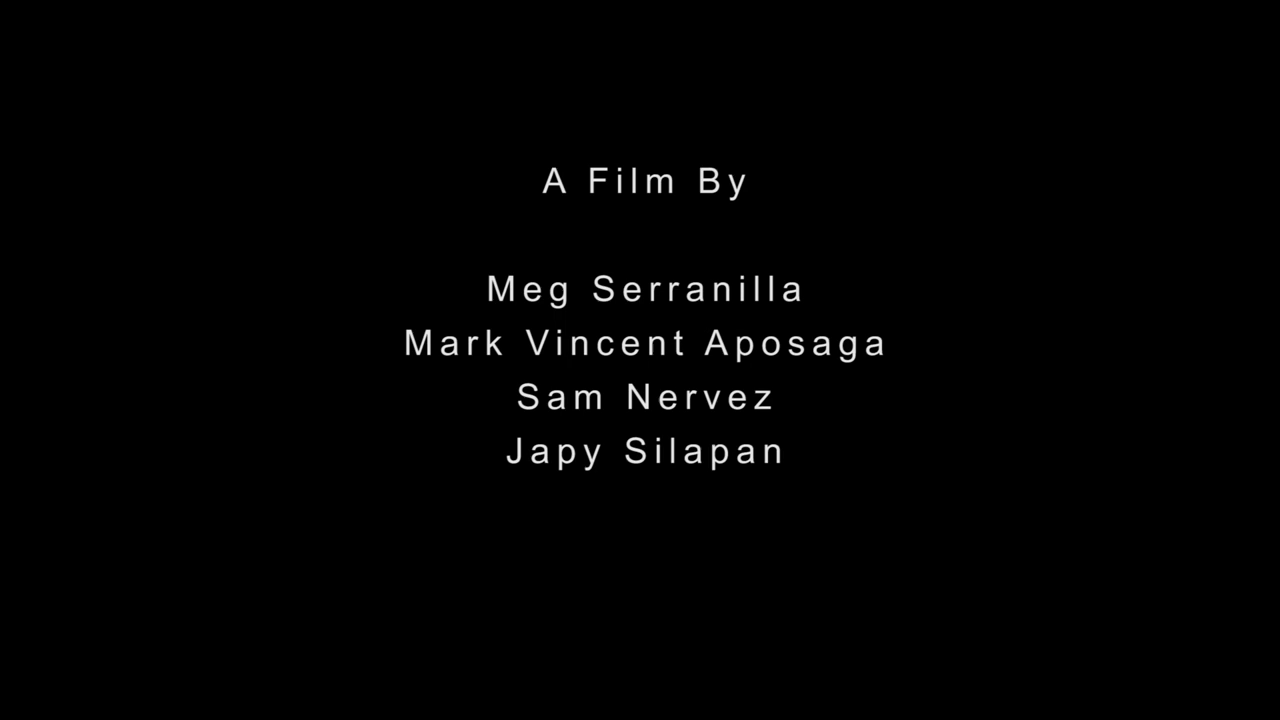 A Film By
Meg Serranilla
Mark Vincent Aposaga
Sam Nervez
Japy Silapan